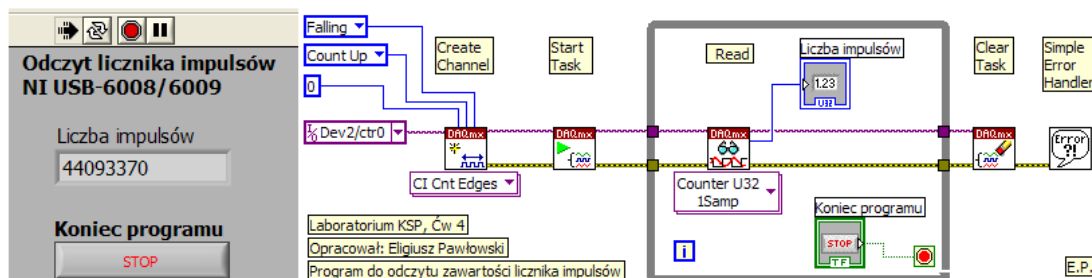 Odczyt licznika impulsów
NI USB-6008/6009
Liczba impulsów
44093370
Koniec programu
STOP
Falling
Count Up
0
Dev2/ctr0
Create
Channel
DAQmx
CI Cnt Edges
Start
Task
DAQmx
Read
DAQmx
Counter U32
1Samp
Liczba impulsów
1.23
U32
Koniec programu
STOP
TF
i
Clear
Task
DAQmx
Simple
Error
Handler
Error
?!
Laboratorium KSP, Ćw 4
Opracował: Eligiusz Pawłowski
Program do odczytu zawartości licznika impulsów
E.P.